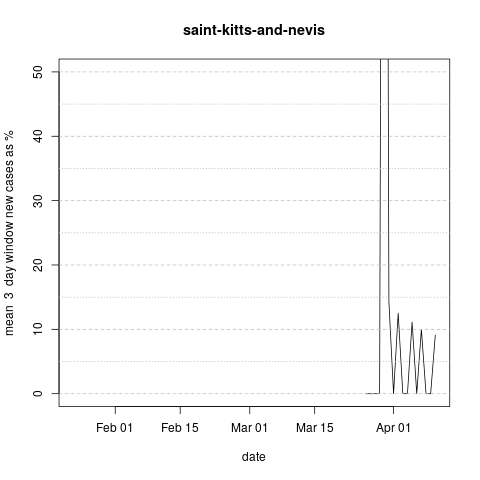 saint-kitts-and-nevis
mean 3 day window new cases as %
50
40
30
20
10
0
Feb 01 Feb 15 Mar 01 Mar 15 Apr 01
date